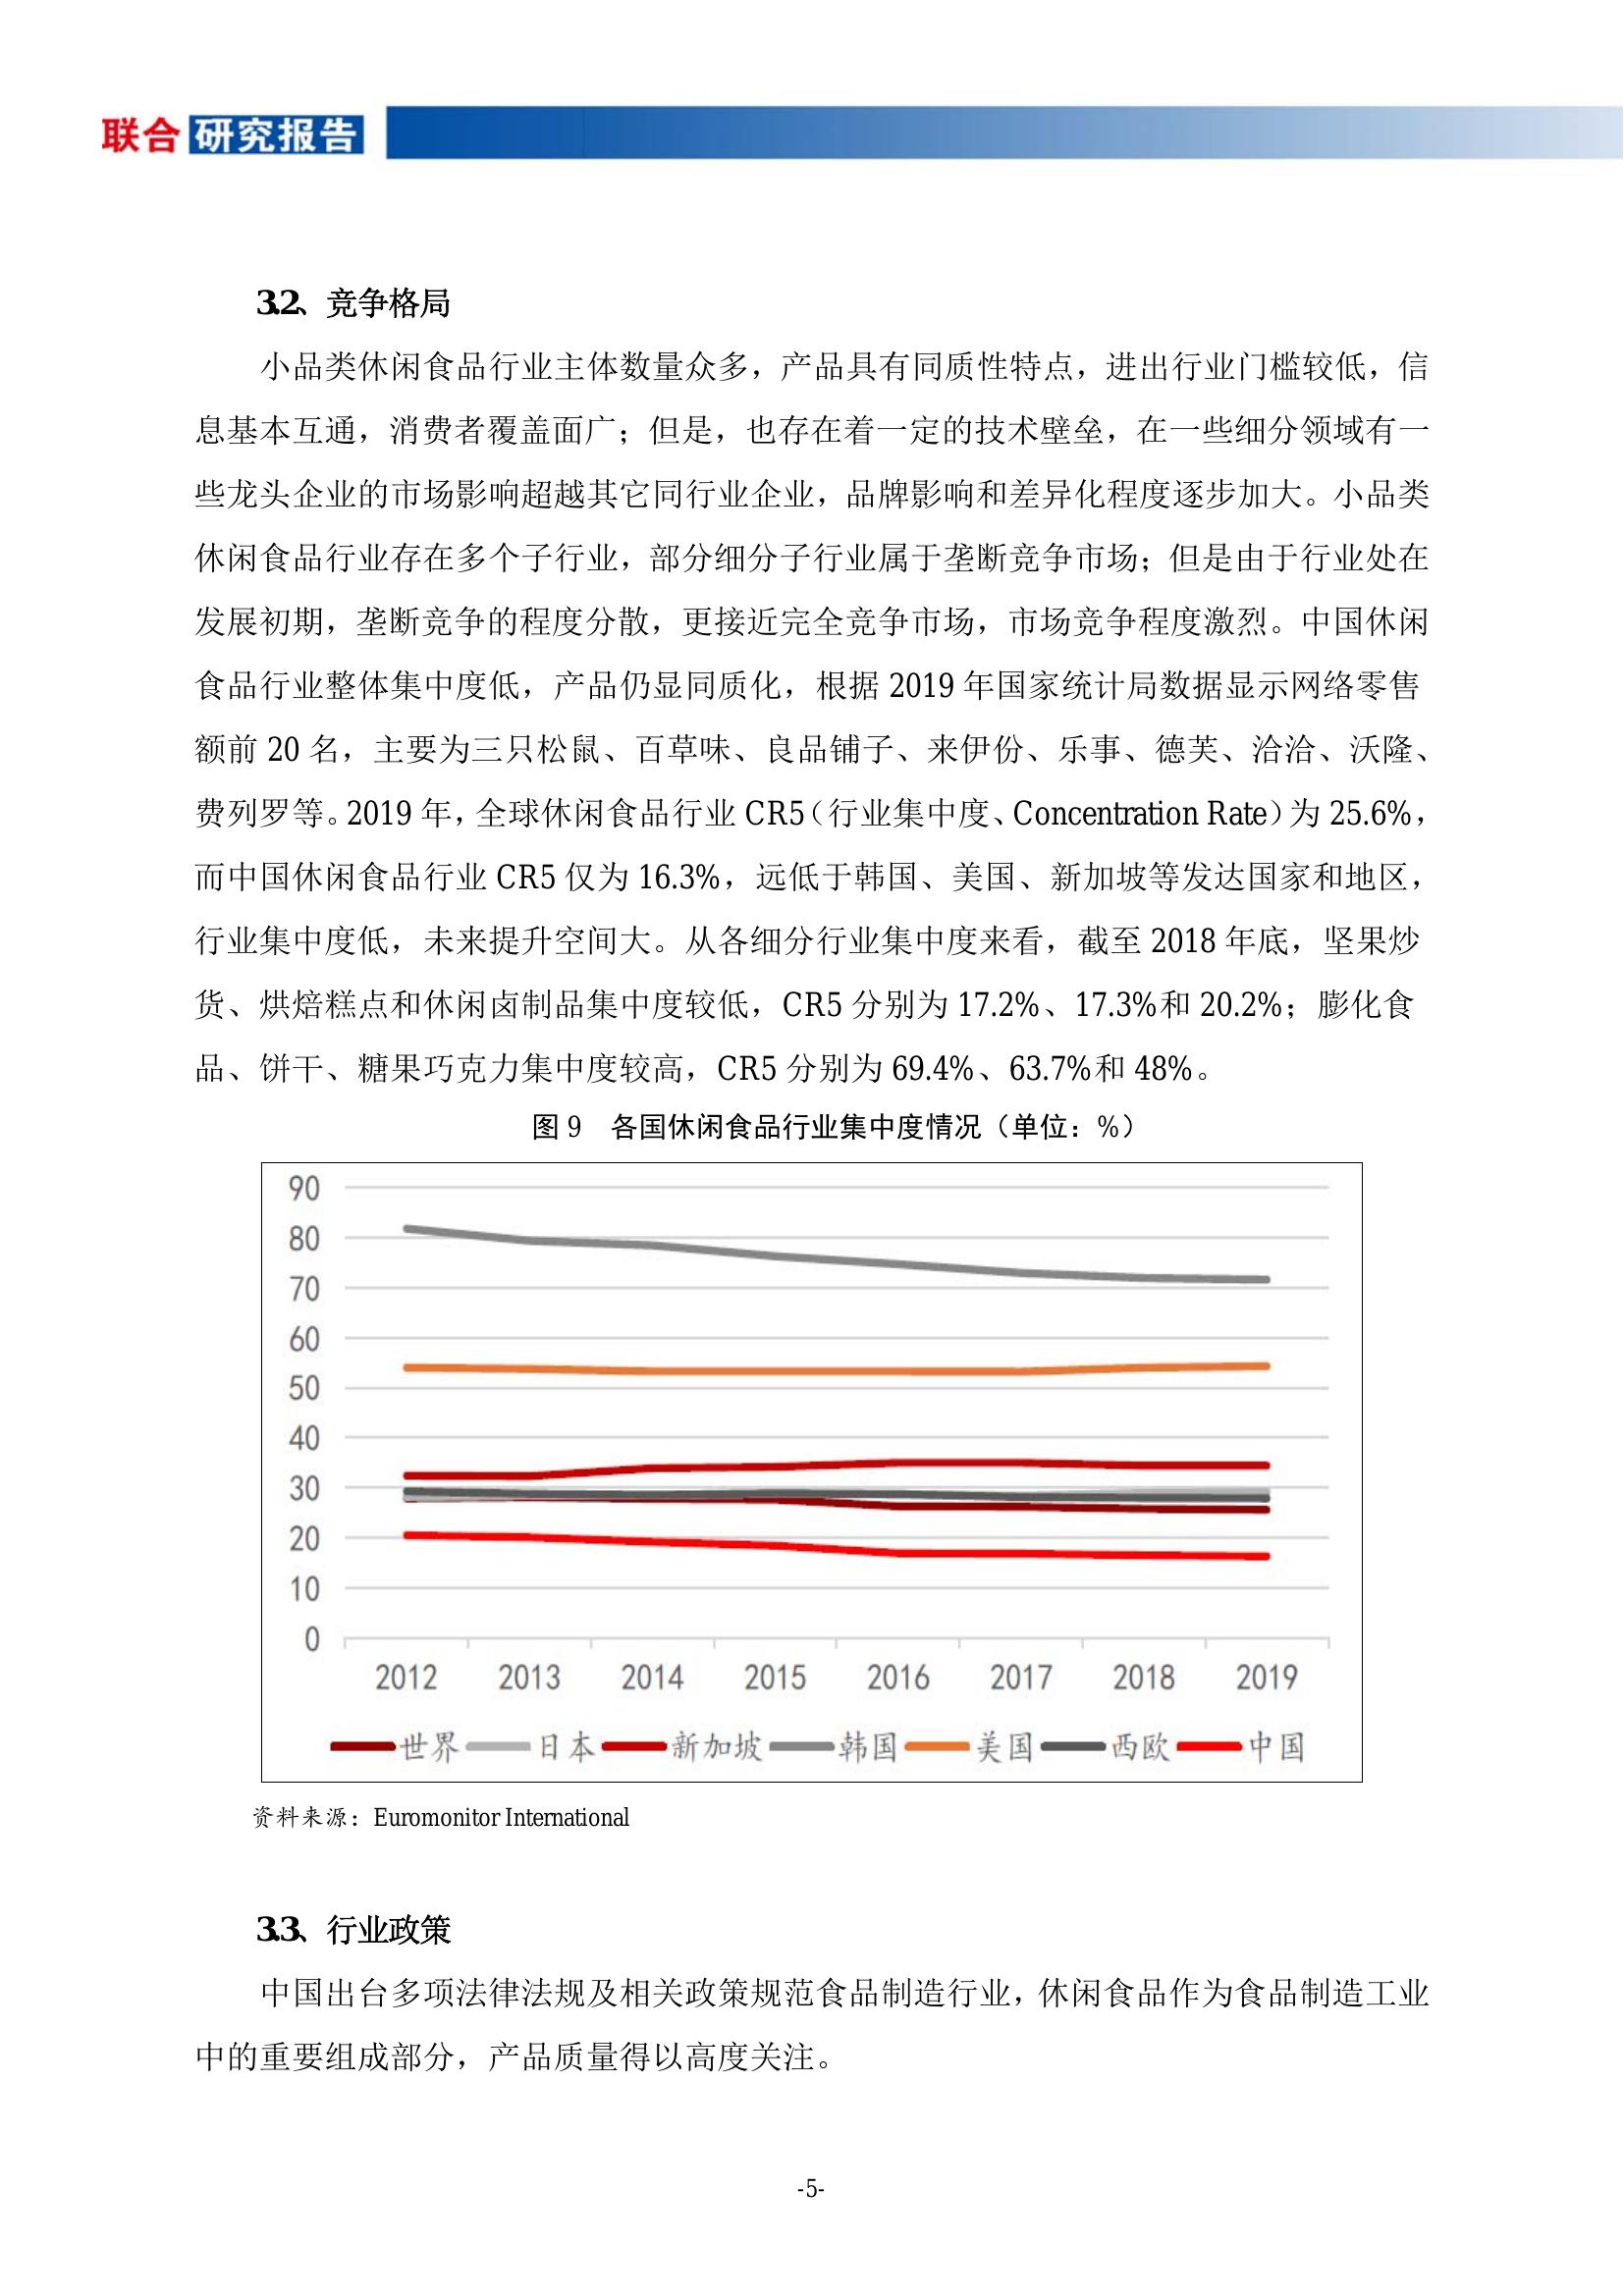 联合 研究报告
3.2、竞争格局
小品类休闲食品行业主体数量众多，产品具有同质性特点，进出行业门槛较低，信
息基本互通，消费者覆盖面广；但是，也存在着一定的技术壁垒，在一些细分领域有一
些龙头企业的市场影响超越其它同行业企业，品牌影响和差异化程度逐步加大。小品类
休闲食品行业存在多个子行业，部分细分子行业属于垄断竞争市场；但是由于行业处在
发展初期，垄断竞争的程度分散，更接近完全竞争市场，市场竞争程度激烈。中国休闲
食品行业整体集中度低，产品仍显同质化，根据 2019 年国家统计局数据显示网络零售
额前 20 名，主要为三只松鼠、百草味、良品铺子、来伊份、乐事、德芙、洽洽、沃隆、
费列罗等。2019 年，全球休闲食品行业 CR5（行业集中度、Concentration Rate）为 25.6%，
而中国休闲食品行业 CR5 仅为 16.3%，远低于韩国、美国、新加坡等发达国家和地区，
行业集中度低，未来提升空间大。从各细分行业集中度来看，截至 2018 年底，坚果炒
货、烘焙糕点和休闲卤制品集中度较低，CR5 分别为 17.2%、17.3%和 20.2%；膨化食
品、饼干、糖果巧克力集中度较高，CR5 分别为 69.4%、63.7%和 48%。
图 9 各国休闲食品行业集中度情况（单位：%）
90
80
70
60
50
40
30
20
10
0
2012 2013 2014 2015 2016 2017 2018 2019
世界 日本 新加坡 韩国 美国 西欧 中国
资料来源：Euromonitor International
3.3、行业政策
中国出台多项法律法规及相关政策规范食品制造行业，休闲食品作为食品制造工业
中的重要组成部分，产品质量得以高度关注。
-5-